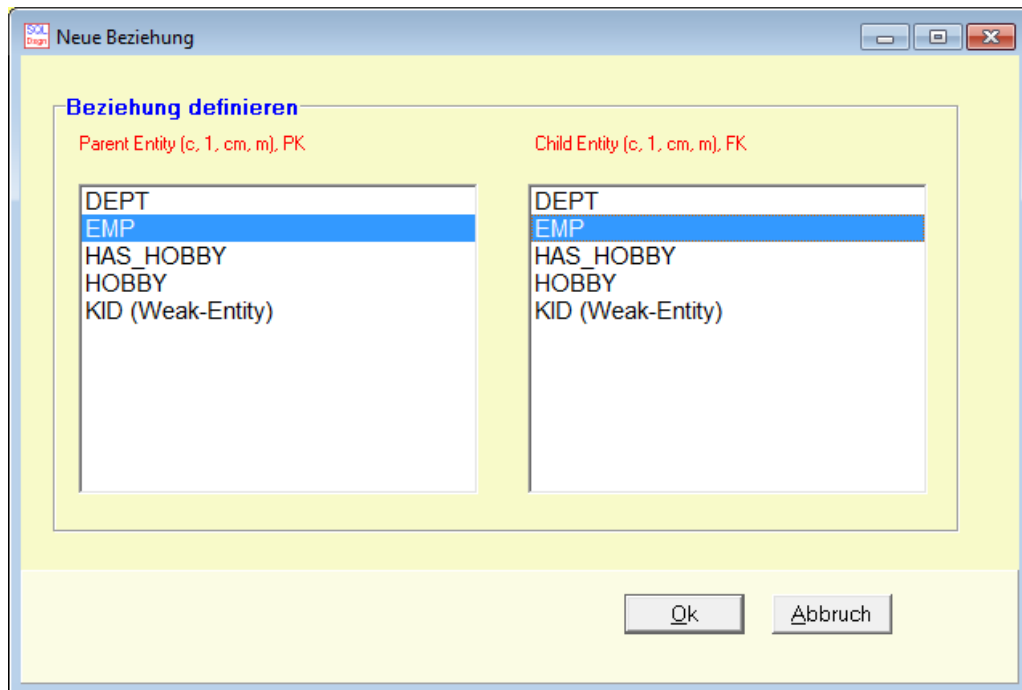 SQL
Dsgn
Neue Beziehung
Beziehung definieren
Parent Entity (c, 1, cm, m), PK
Child Entity (c, 1, cm, m), FK
DEPT
EMP
HAS_HOBBY
HOBBY
KID (Weak-Entity)
DEPT
EMP
HAS_HOBBY
HOBBY
KID (Weak-Entity)
Ok
Abbruch